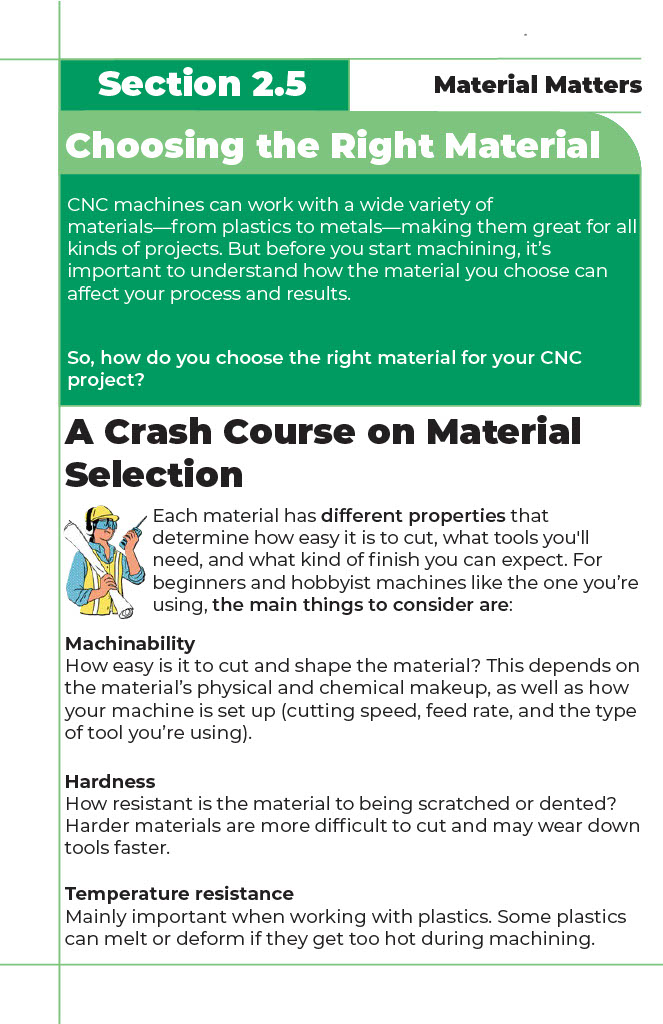 Section 2.5
Material Matters
Choosing the Right Material
CNC machines can work with a wide variety of
materials—from plastics to metals—making them great for all
kinds of projects. But before you start machining, it’s
important to understand how the material you choose can
affect your process and results.
So, how do you choose the right material for your CNC
project?
A Crash Course on Material
Selection
Each material has different properties that
determine how easy it is to cut, what tools you'll
need, and what kind of finish you can expect. For
beginners and hobbyist machines like the one you’re
using, the main things to consider are:
Machinability
How easy is it to cut and shape the material? This depends on
the material’s physical and chemical makeup, as well as how
your machine is set up (cutting speed, feed rate, and the type
of tool you’re using).
Hardness
How resistant is the material to being scratched or dented?
Harder materials are more difficult to cut and may wear down
tools faster.
Temperature resistance
Mainly important when working with plastics. Some plastics
can melt or deform if they get too hot during machining.